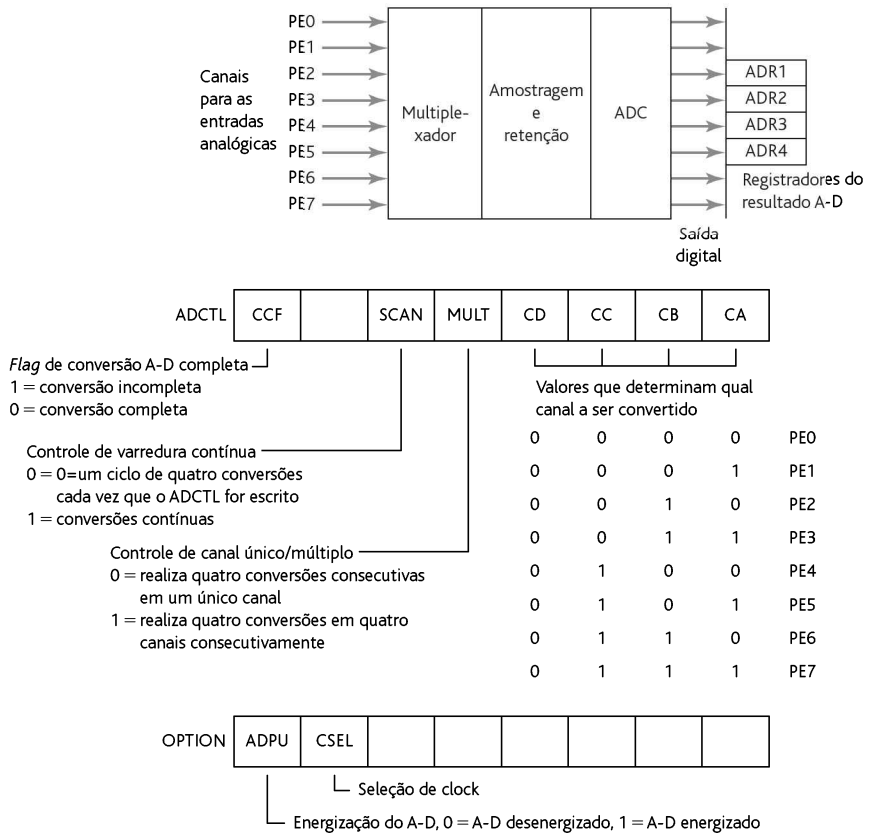 PE0
PE1
PE2
PE3
PE4
PE5
PE6
PE7
Canais
para as
entradas
analógicas
Multiple-
xador
Amostragem
e
retenção
ADC
ADR1
ADR2
ADR3
ADR4
Registradores do
resultado A-D
Saída
digital
ADCTL CCF SCAN MULT CD CC CB CA
Flag de conversão A-D completa
1 = conversão incompleta
0 = conversão completa
Controle de varredura contínua
0 = 0=um ciclo de quatro conversões
cada vez que o ADCTL for escrito
1 = conversões contínuas
Controle de canal único/múltiplo
0 = realiza quatro conversões consecutivas
em um único canal
1 = realiza quatro conversões em quatro
canais consecutivamente
Valores que determinam qual
canal a ser convertido
0 0 0 0 PE0
0 0 0 1 PE1
0 0 1 0 PE2
0 0 1 1 PE3
0 1 0 0 PE4
0 1 0 1 PE5
0 1 1 0 PE6
0 1 1 1 PE7
OPTION ADPU CSEL
Seleção de clock
Energização do A-D, 0 = A-D desenergizado, 1 = A-D energizado